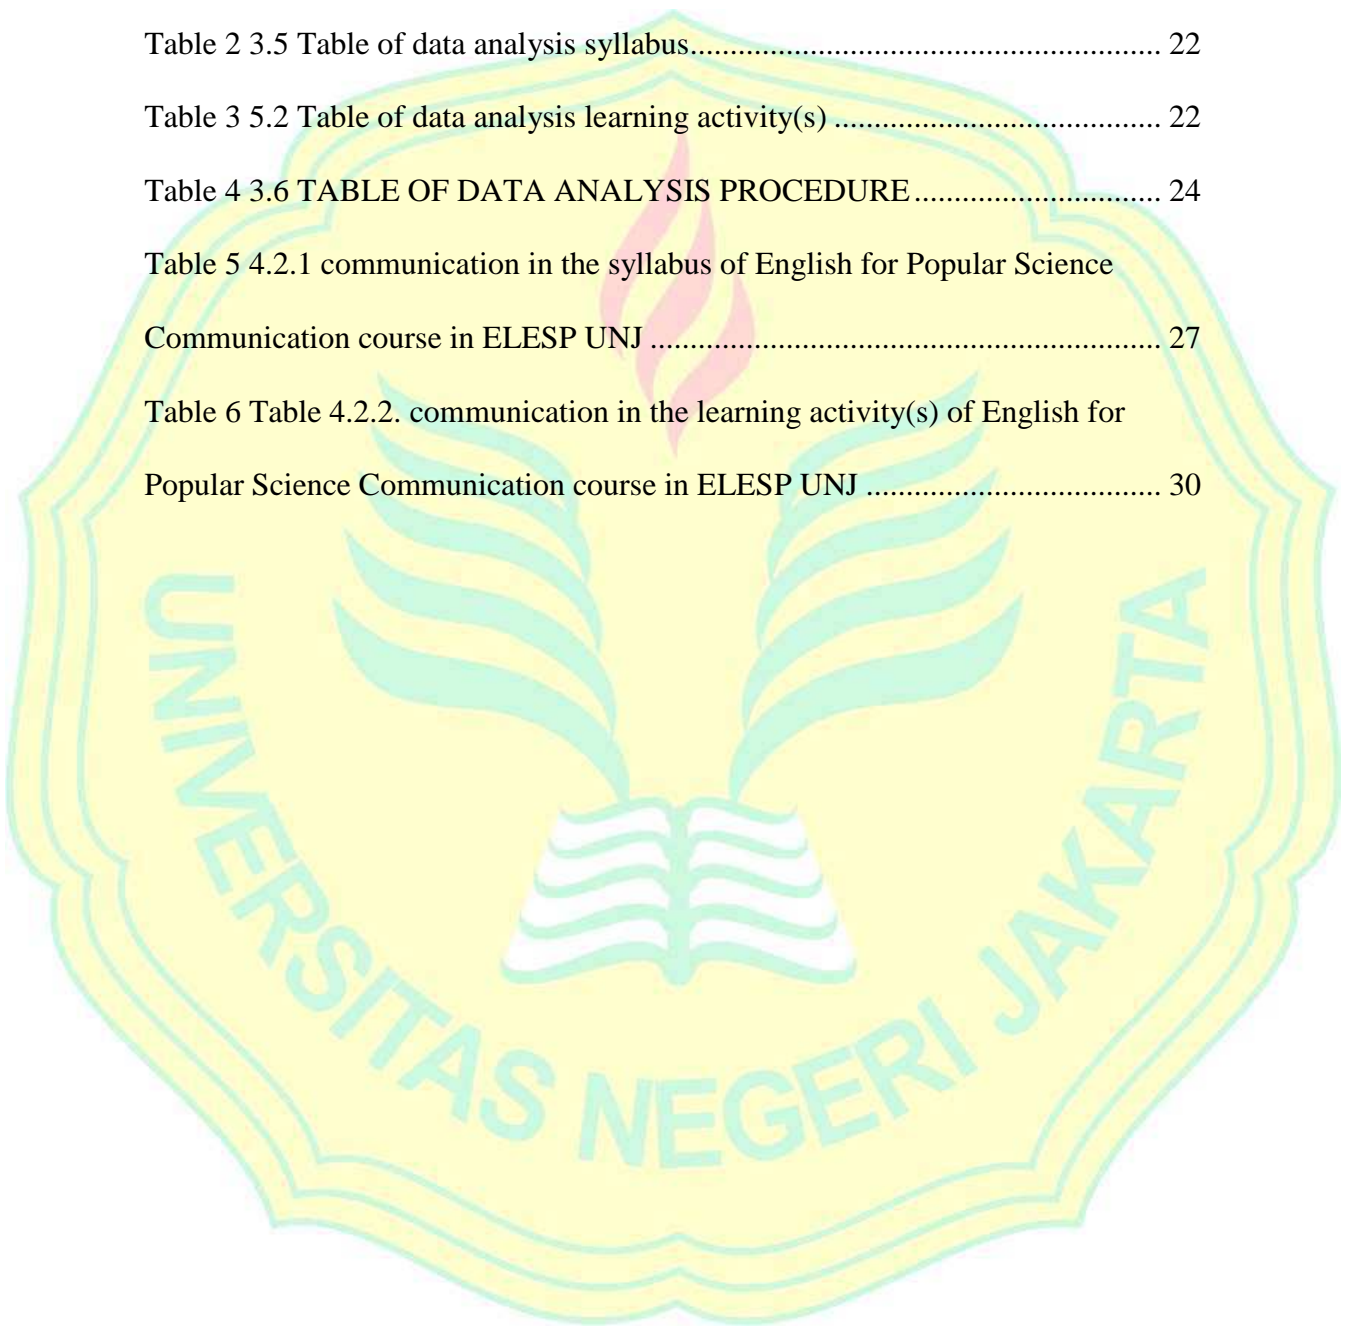 Table 2 3.5 Table of data analysis syllabus............................................................ 22
Table 3 5.2 Table of data analysis learning activity(s) ......................................... 22
Table 4 3.6 TABLE OF DATA ANALYSIS PROCEDURE............................... 24
Table 5 4.2.1 communication in the syllabus of English for Popular Science
Communication course in ELESP UNJ ................................................................ 27
Table 6 Table 4.2.2. communication in the learning activity(s) of English for
Popular Science Communication course in ELESP UNJ ..................................... 30
UNIVERSITAS NEGERI JAKARTA